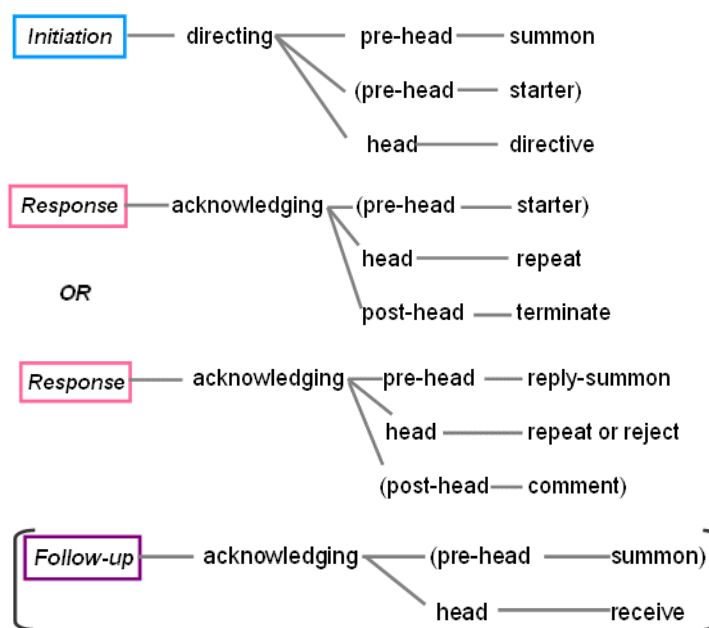 Initiation directing pre-head summon
(pre-head starter)
head directive
Response acknowledging (pre-head starter)
head repeat
OR
post-head terminate
Response acknowledging pre-head reply-summon
head repeat or reject
(post-head comment)
Follow-up acknowledging (pre-head summon)
head receive